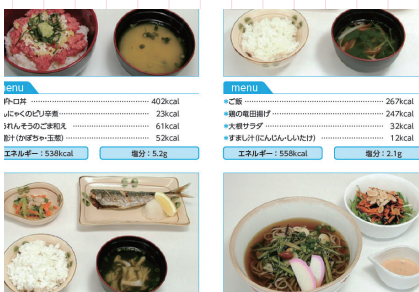 menu
トロ丼 402kcal
んにゃくのピリ辛煮 23kcal
うれんそうのごま和え 61kcal
汁(かぼちゃ・玉葱) 52kcal
エネルギー:538kcal 塩分:5.2g
menu
*ご飯 267kcal
*鶏の竜田揚げ 247kcal
*大根サラダ 32kcal
*すまし汁(にんじん・しいたけ) 12kcal
エネルギー:558kcal 塩分:2.1g